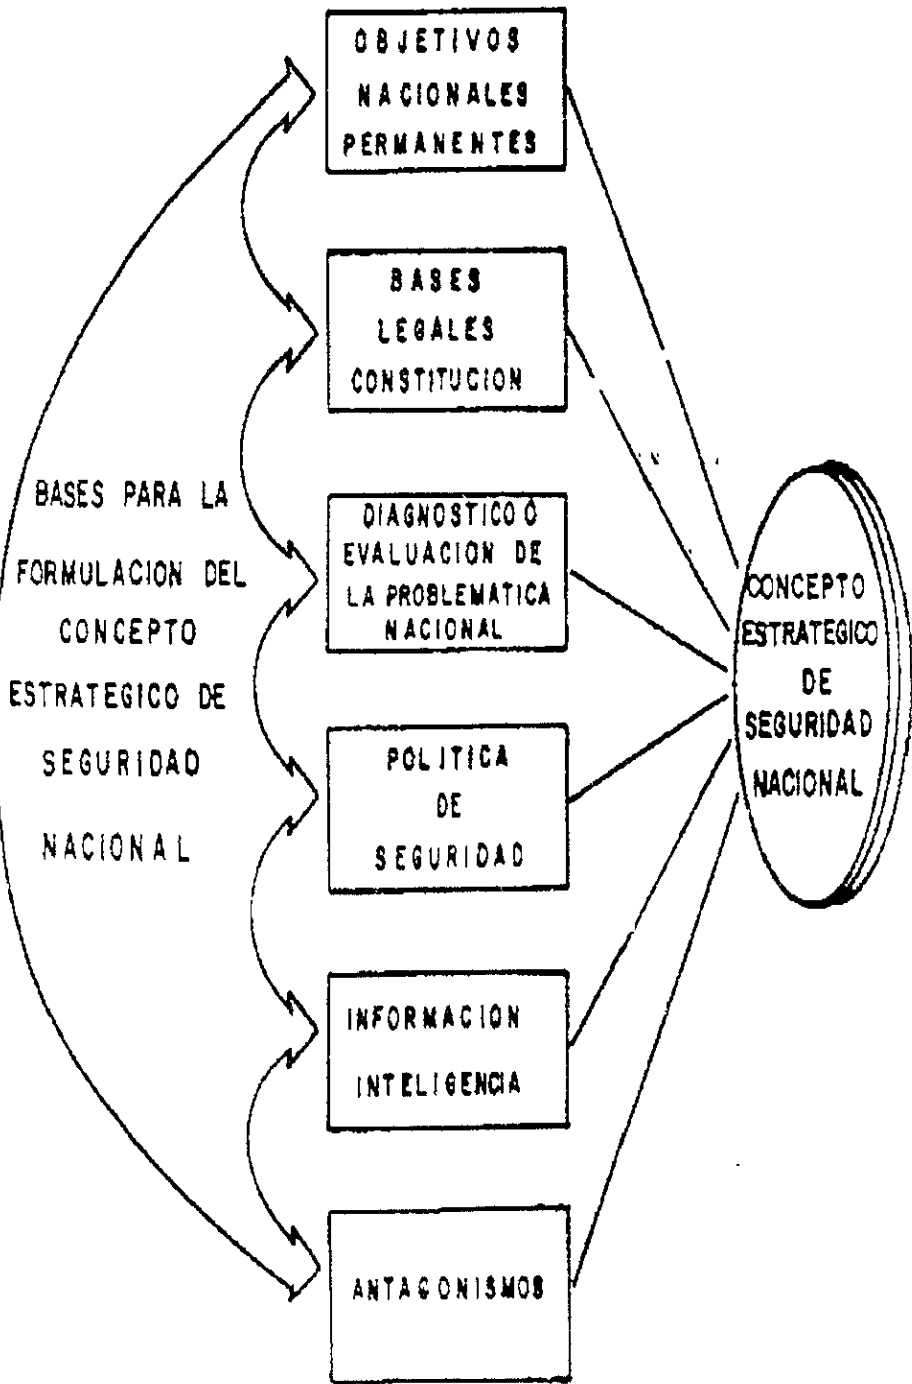 OBJETIVOS
NACIONALES
PERMANENTES
BASES
LEGALES
CONSTITUCION
DIAGNOSTICO O
EVALUACION DE
LA PROBLEMATICA
NACIONAL
POLITICA
DE
SEGURIDAD
INFORMACION
INTELIGENCIA
ANTAGONISMOS
BASES PARA LA
FORMULACION DEL
CONCEPTO
ESTRATEGICO DE
SEGURIDAD
NACIONAL
CONCEPTO
ESTRATEGICO
DE
SEGURIDAD
NACIONAL